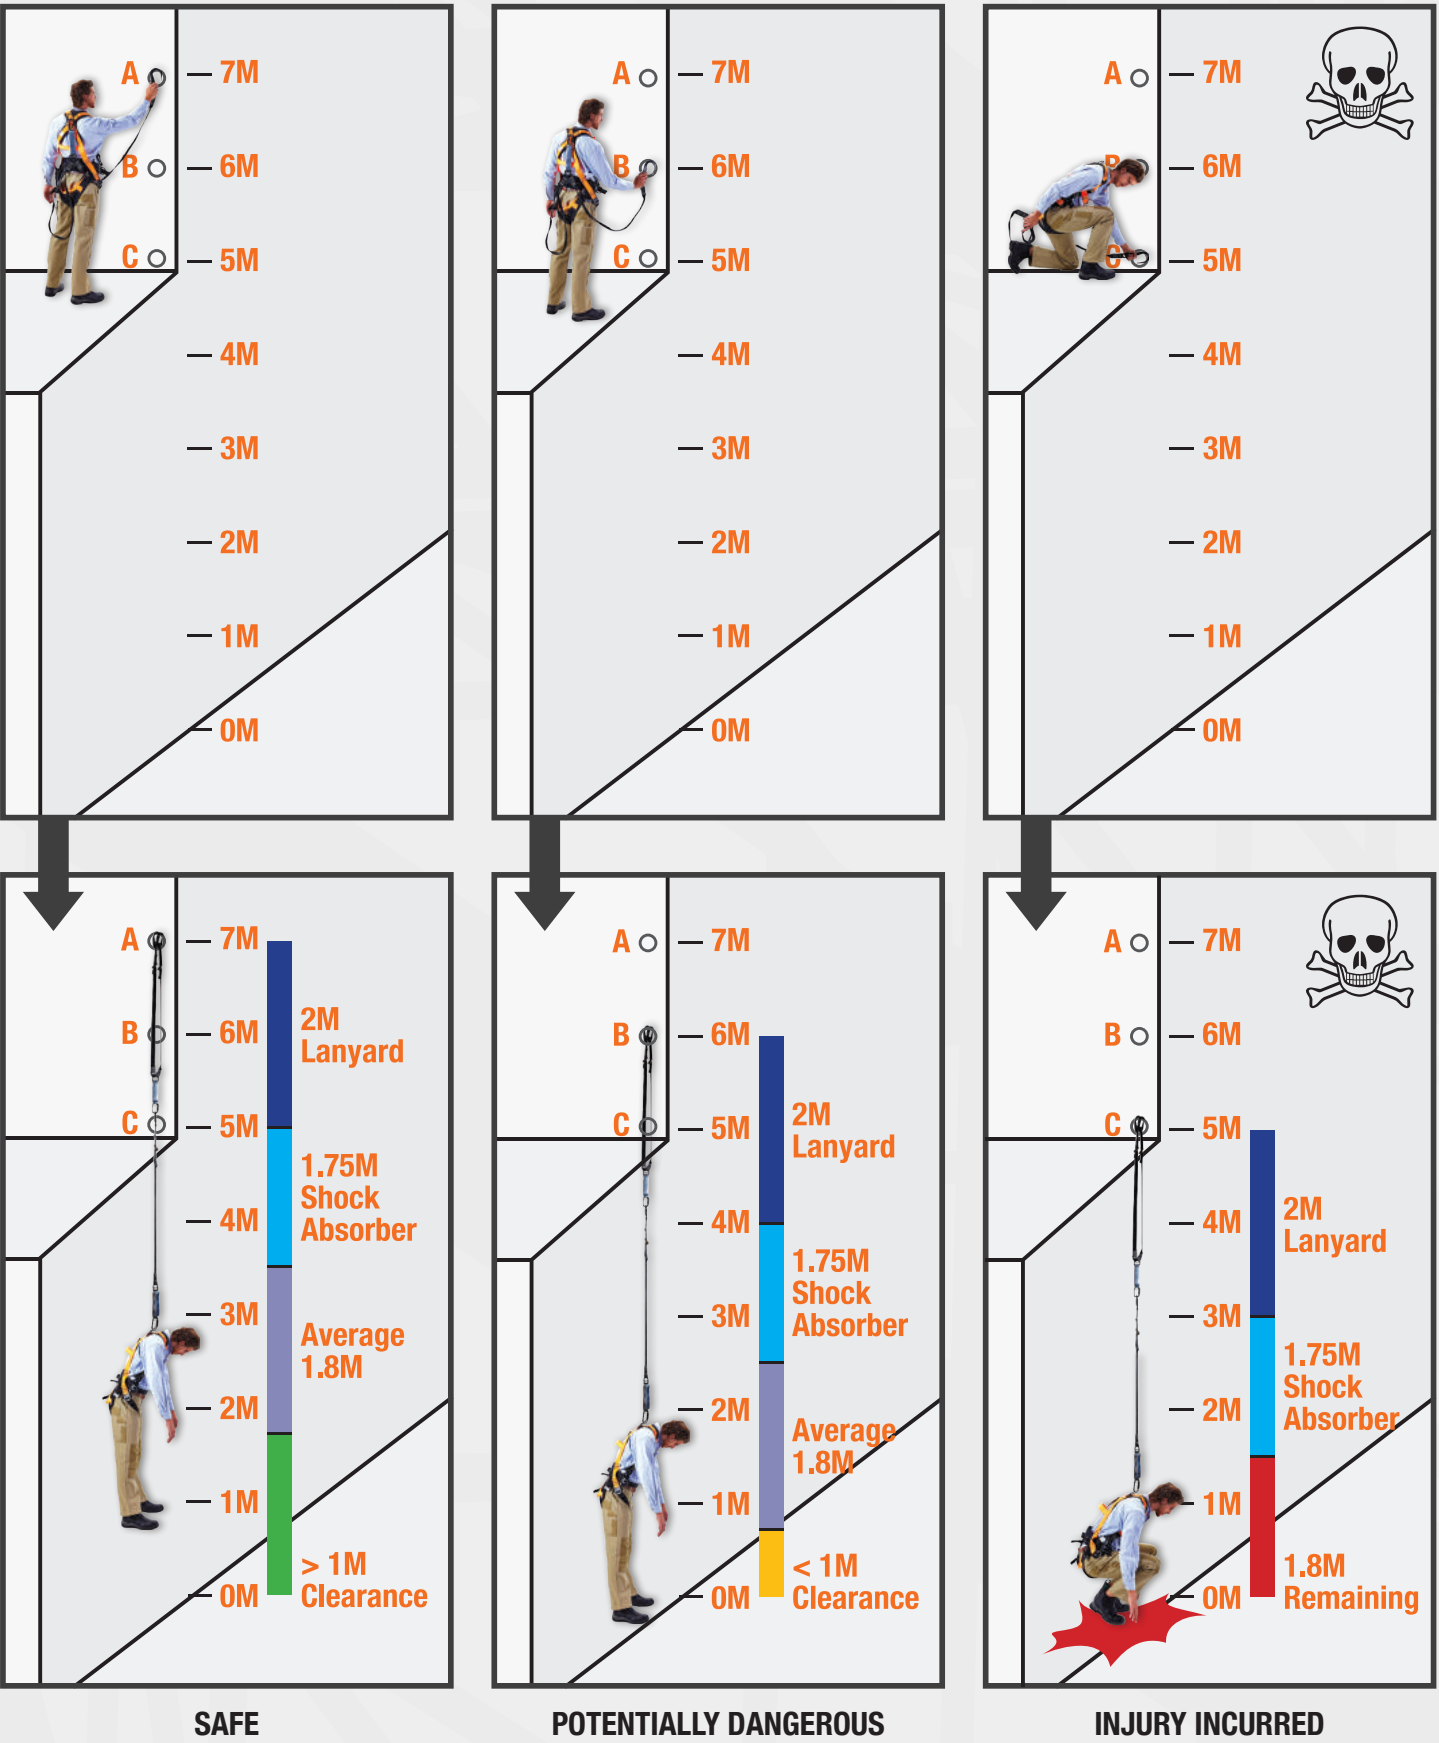 A
7M
B
6M
C
5M
4M
3M
2M
1M
0M
A
7M
B
6M
C
5M
4M
3M
2M
1M
0M
A
7M
B
6M
C
5M
4M
3M
2M
1M
0M
A
7M
B
6M
2M
Lanyard
C
5M
1.75M
Shock
Absorber
4M
3M
Average
1.8M
2M
1M
> 1M
Clearance
0M
SAFE
A
7M
B
6M
C
5M
2M
Lanyard
4M
1.75M
Shock
Absorber
3M
2M
Average
1.8M
1M
< 1M
Clearance
0M
POTENTIALLY DANGEROUS
A
7M
B
6M
C
5M
4M
2M
Lanyard
3M
1.75M
Shock
Absorber
2M
1M
1.8M
Remaining
0M
INJURY INCURRED